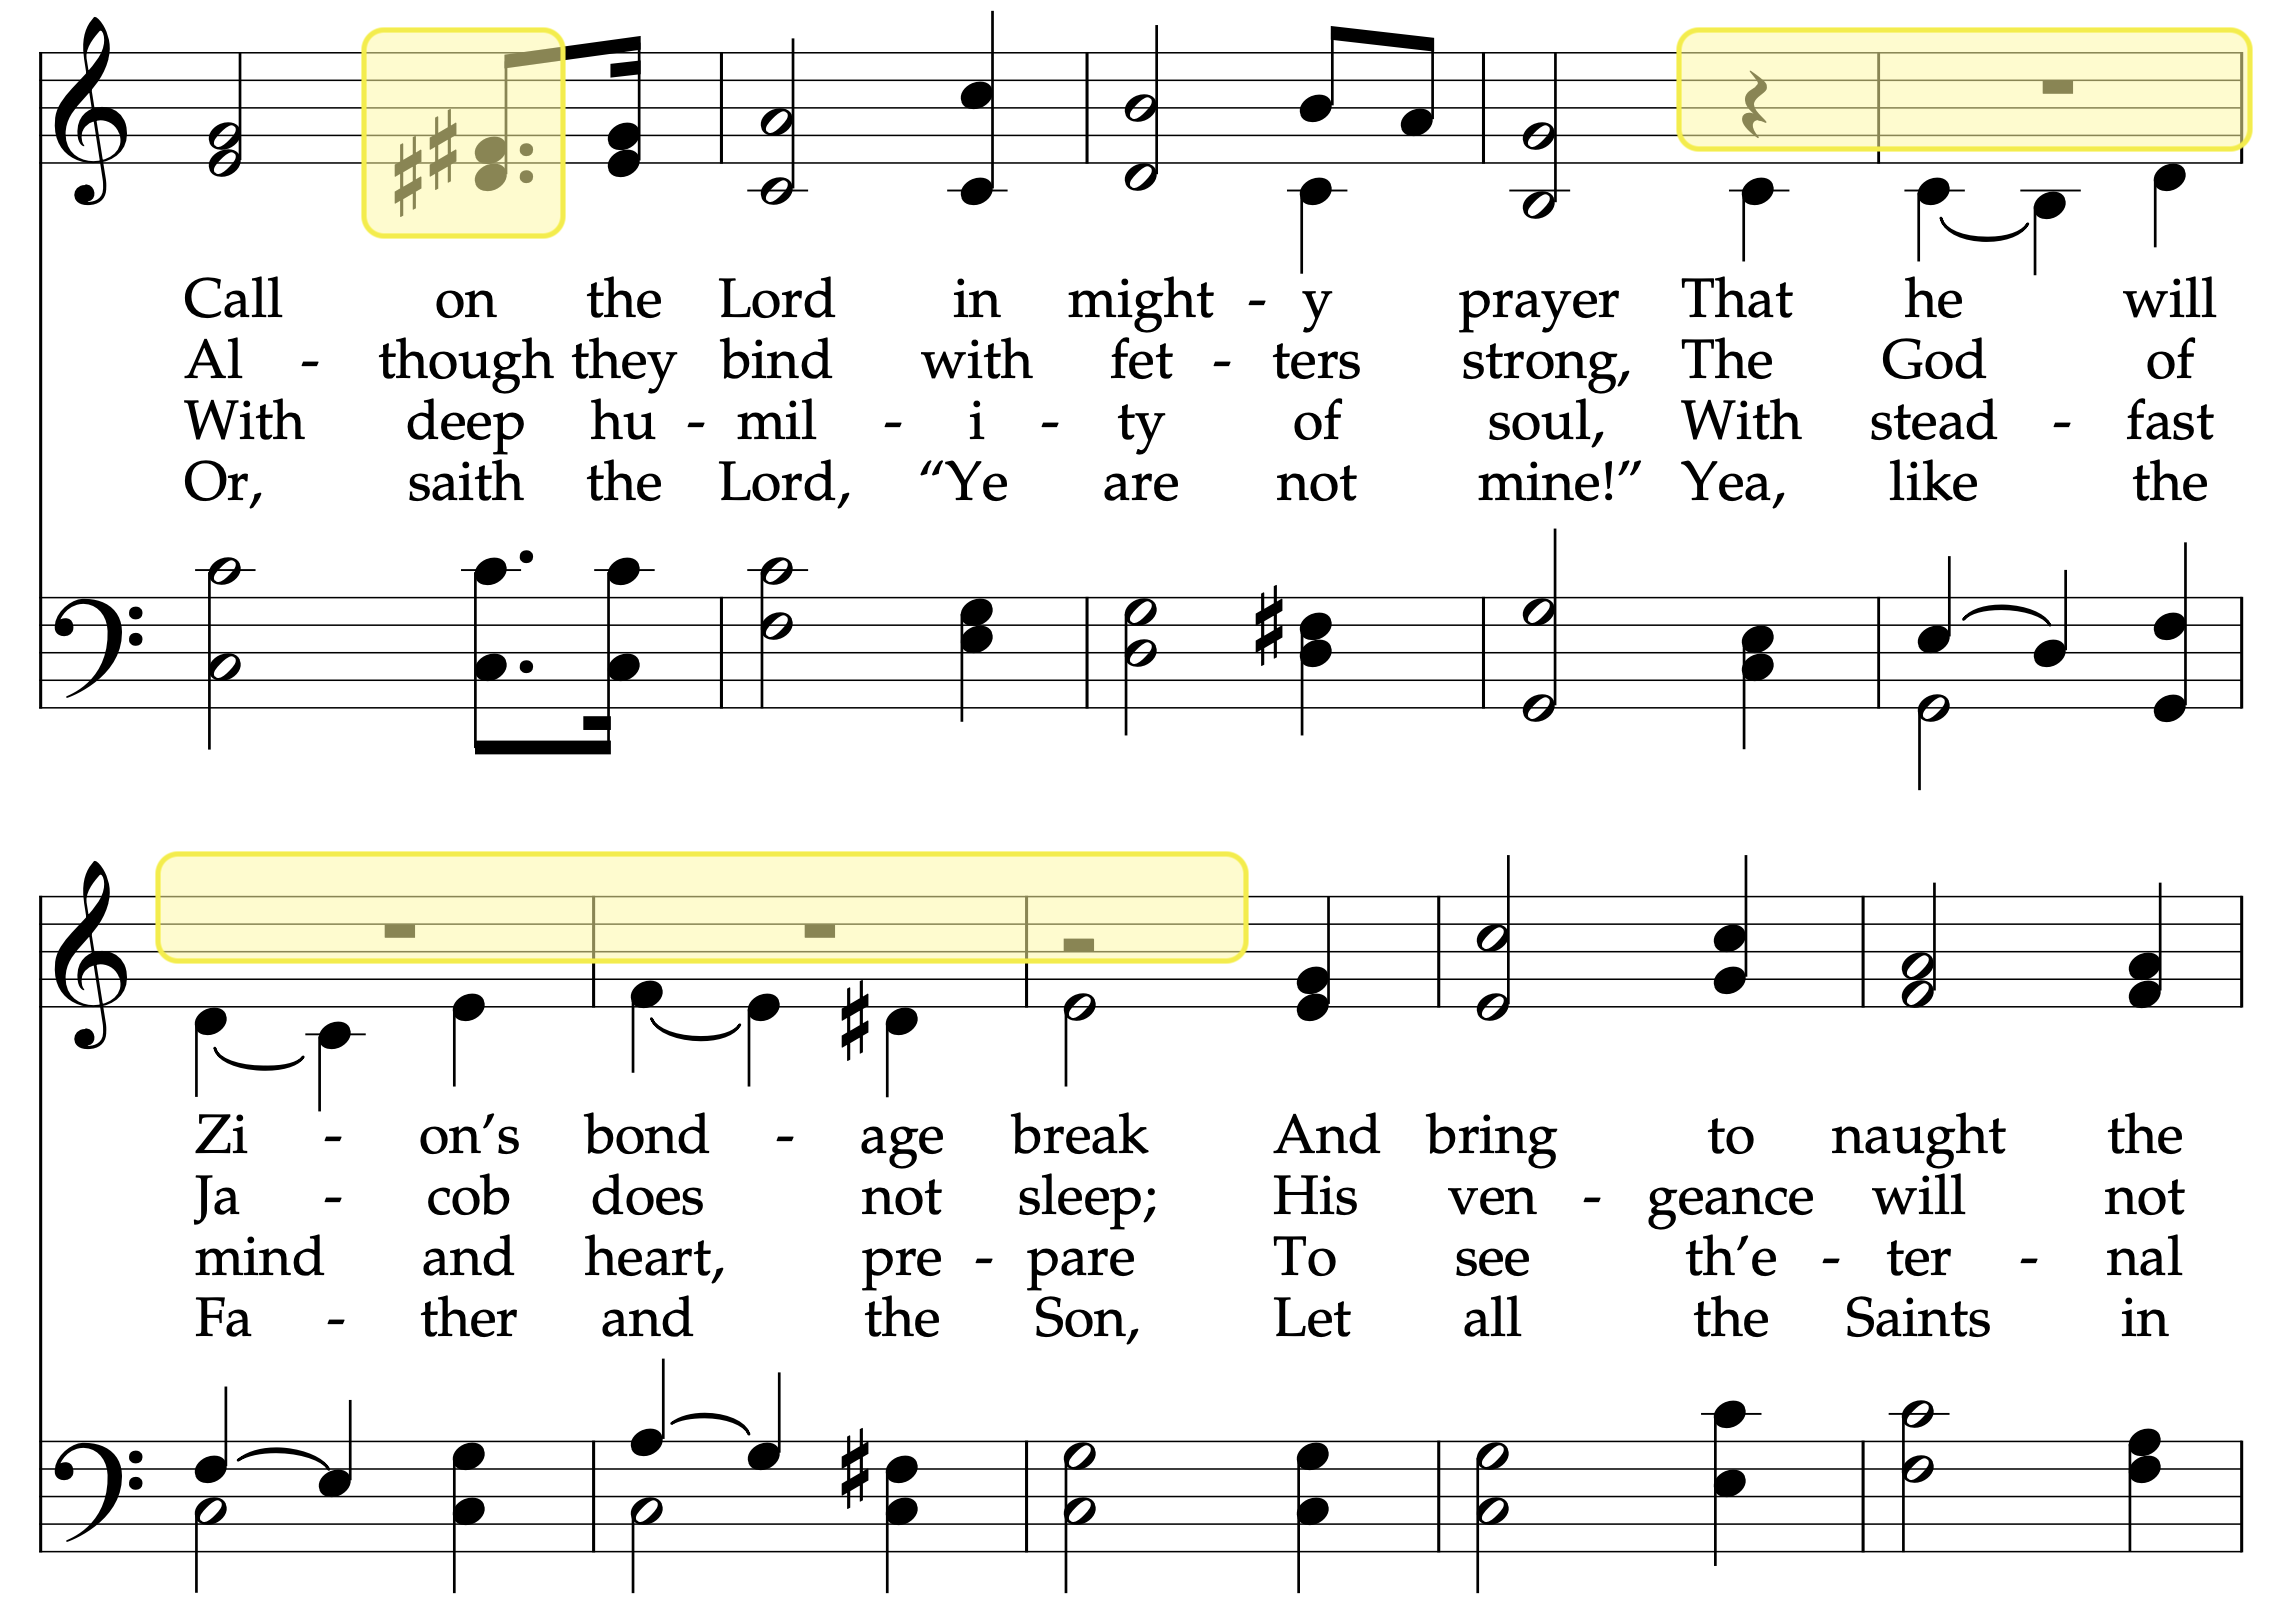 Call on the Lord in might - y prayer That he will
Al - though they bind with fet - ters strong, The God of
With deep hu - mil - i - ty of soul, With stead - fast
Or, saith the Lord, “Ye are not mine!” Yea, like the
Zi - on’s bond - age break And bring to naught the
Ja - cob does not sleep; His ven - geance will not
mind and heart, pre - pare To see th’e - ter - nal
Fa - ther and the Son, Let all the Saints in